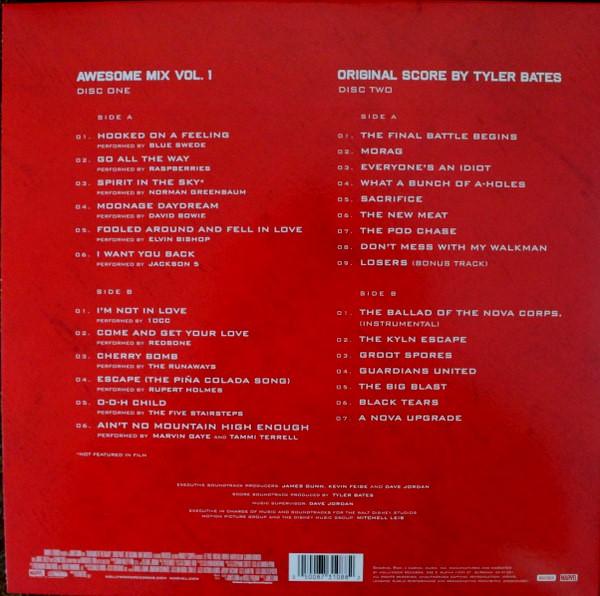 AWESOME MIX VOL. 1
DISC ONE
SIDE A
01. HOOKED ON A FEELING
PERFORMED BY BLUE SWEDE
02. GO ALL THE WAY
PERFORMED BY RASPBERRIES
03. SPIRIT IN THE SKY*
PERFORMED BY NORMAN GREENBAUM
04. MOONAGE DAYDREAM
PERFORMED BY DAVID BOWIE
05. FOOLED AROUND AND FELL IN LOVE
PERFORMED BY ELVIN BISHOP
06. I WANT YOU BACK
PERFORMED BY JACKSON 5
SIDE B
01. I'M NOT IN LOVE
PERFORMED BY 10CC
02. COME AND GET YOUR LOVE
PERFORMED BY REDBONE
03. CHERRY BOMB
PERFORMED BY THE RUNAWAYS
04. ESCAPE (THE PIÑA COLADA SONG)
PERFORMED BY RUPERT HOLMES
05. O-O-H CHILD
PERFORMED BY THE FIVE STAIRSTEPS
06. AIN'T NO MOUNTAIN HIGH ENOUGH
PERFORMED BY MARVIN GAYE AND TAMMI TERRELL
*NOT FEATURED IN FILM
ORIGINAL SCORE BY TYLER BATES
DISC TWO
SIDE A
01. THE FINAL BATTLE BEGINS
02. MORAG
03. EVERYONE'S AN IDIOT
04. WHAT A BUNCH OF A-HOLES
05. SACRIFICE
06. THE NEW MEAT
07. THE POD CHASE
08. DON'T MESS WITH MY WALKMAN
09. LOSERS (BONUS TRACK)
SIDE B
01. THE BALLAD OF THE NOVA CORPS.
(INSTRUMENTAL)
02. THE KYLN ESCAPE
03. GROOT SPORES
04. GUARDIANS UNITED
05. THE BIG BLAST
06. BLACK TEARS
07. A NOVA UPGRADE
EXECUTIVE SOUNDTRACK PRODUCERS: JAMES GUNN, KEVIN FEIGE AND DAVE JORDAN
SCORE SOUNDTRACK PRODUCED BY TYLER BATES
MUSIC SUPERVISOR: DAVE JORDAN
EXECUTIVE IN CHARGE OF MUSIC AND SOUNDTRACKS FOR THE WALT DISNEY STUDIOS
MOTION PICTURE GROUP AND THE DISNEY MUSIC GROUP: MITCHELL LEIB
MARVEL